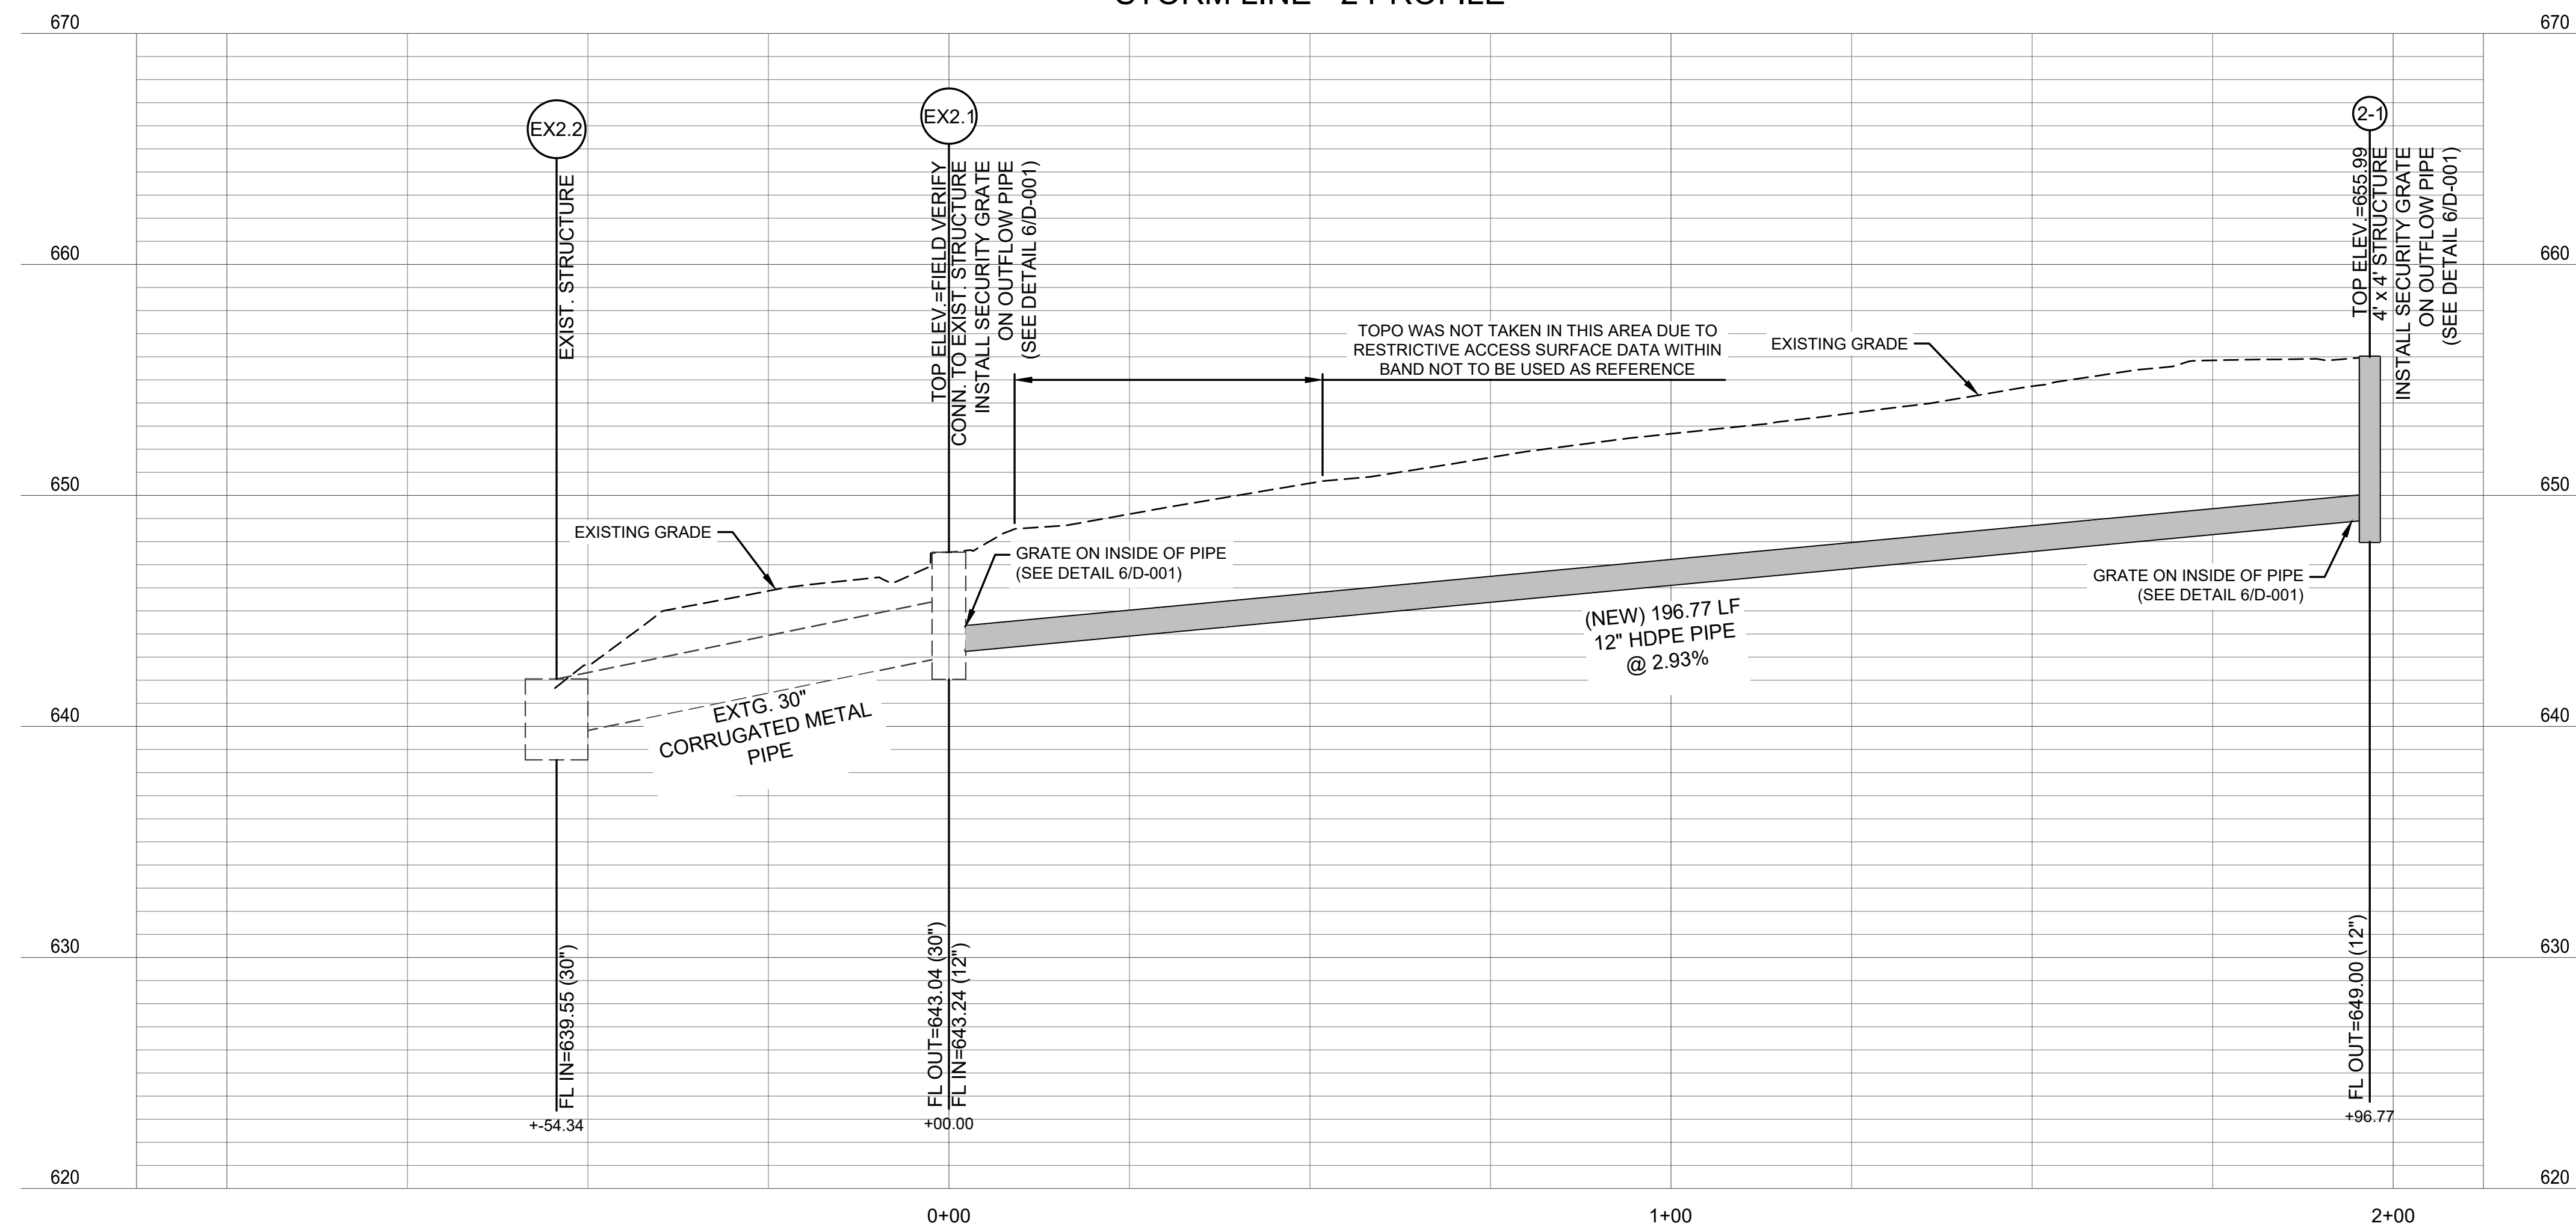 STORM LINE - 2 PROFILE
670
670
EX2.2
EX2.1
2-1
EXIST. STRUCTURE
TOP ELEV.=FIELD VERIFY
CONN. TO EXIST. STRUCTURE
INSTALL SECURITY GRATE
ON OUTFLOW PIPE
(SEE DETAIL 6/D-001)
TOP ELEV.=655.99
4' x 4' STRUCTURE
INSTALL SECURITY GRATE
ON OUTFLOW PIPE
(SEE DETAIL 6/D-001)
660
660
TOPO WAS NOT TAKEN IN THIS AREA DUE TO
RESTRICTIVE ACCESS SURFACE DATA WITHIN
BAND NOT TO BE USED AS REFERENCE
EXISTING GRADE
650
650
EXISTING GRADE
GRATE ON INSIDE OF PIPE
(SEE DETAIL 6/D-001)
GRATE ON INSIDE OF PIPE
(SEE DETAIL 6/D-001)
(NEW) 196.77 LF
12" HDPE PIPE
@ 2.93%
EXTG. 30"
CORRUGATED METAL
PIPE
640
640
630
630
FL IN=639.55 (30")
FL OUT=643.04 (30")
FL IN=643.24 (12")
FL OUT=649.00 (12")
+-54.34
+00.00
+96.77
620
620
0+00
1+00
2+00